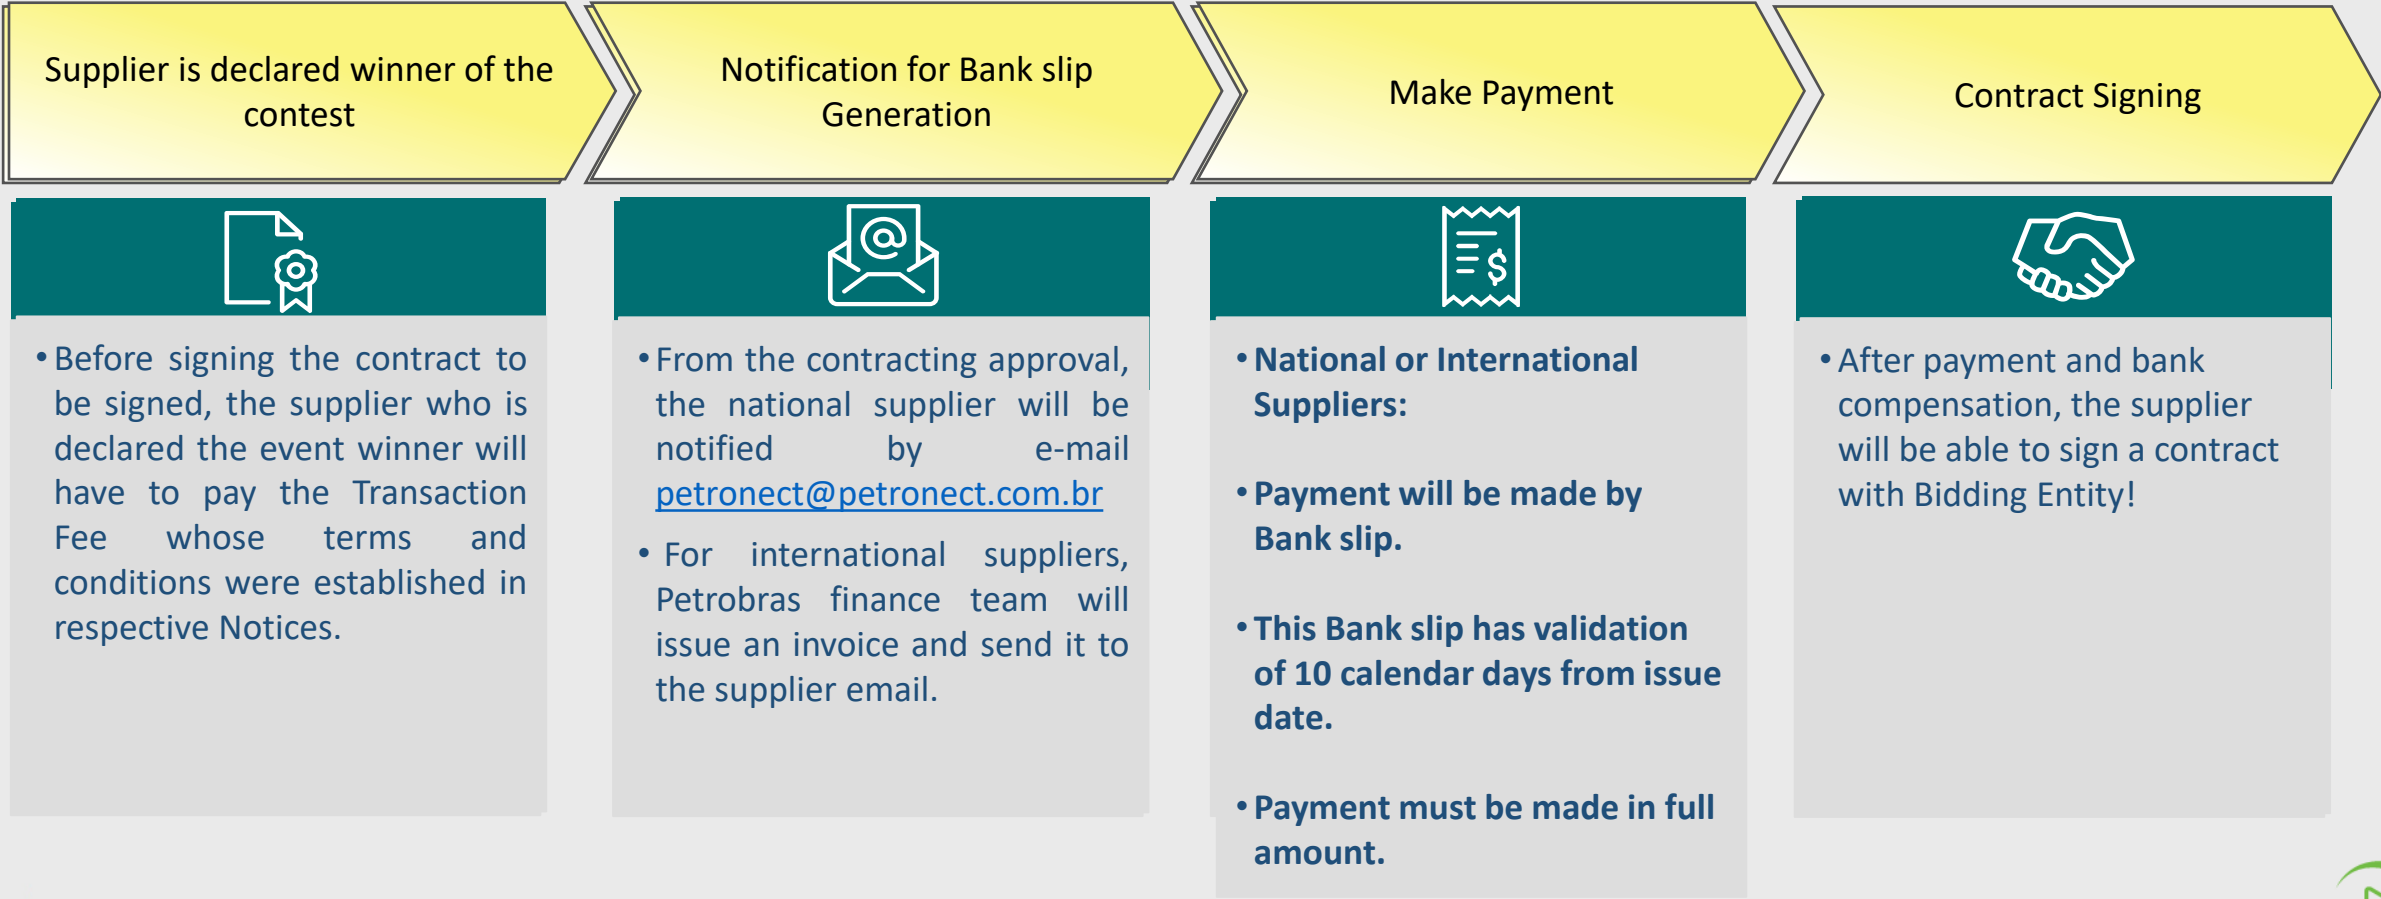 Supplier is declared winner of the
contest
Notification for Bank slip
Generation
Make Payment
Contract Signing
• Before signing the contract to
be signed, the supplier who is
declared the event winner will
have to pay the Transaction
Fee whose terms and
conditions were established in
respective Notices.
• From the contracting approval,
the national supplier will be
notified by e-mail
petronect@petronect.com.br
• For international suppliers,
Petrobras finance team will
issue an invoice and send it to
the supplier email.
• National or International
Suppliers:
• Payment will be made by
Bank slip.
• This Bank slip has validation
of 10 calendar days from issue
date.
• Payment must be made in full
amount.
• After payment and bank
compensation, the supplier
will be able to sign a contract
with Bidding Entity!